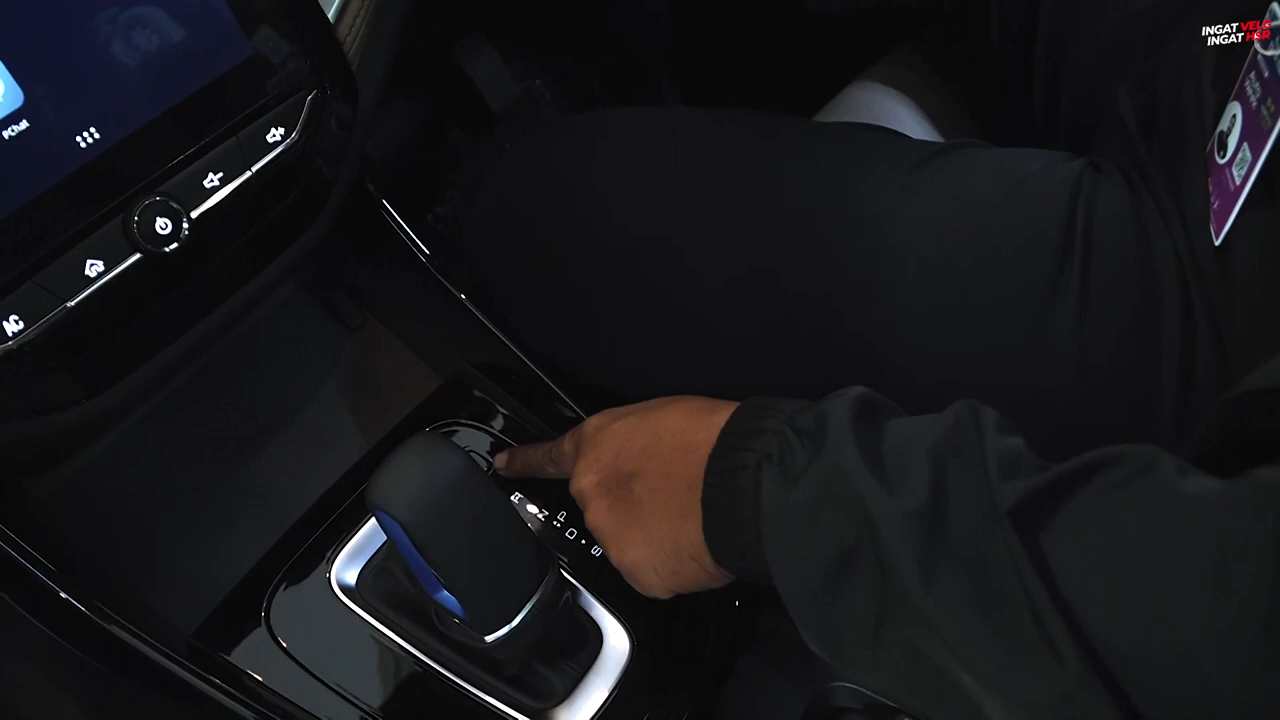 INGAT VELG
INGAT HSR
PChat
AC
R
N P
D S